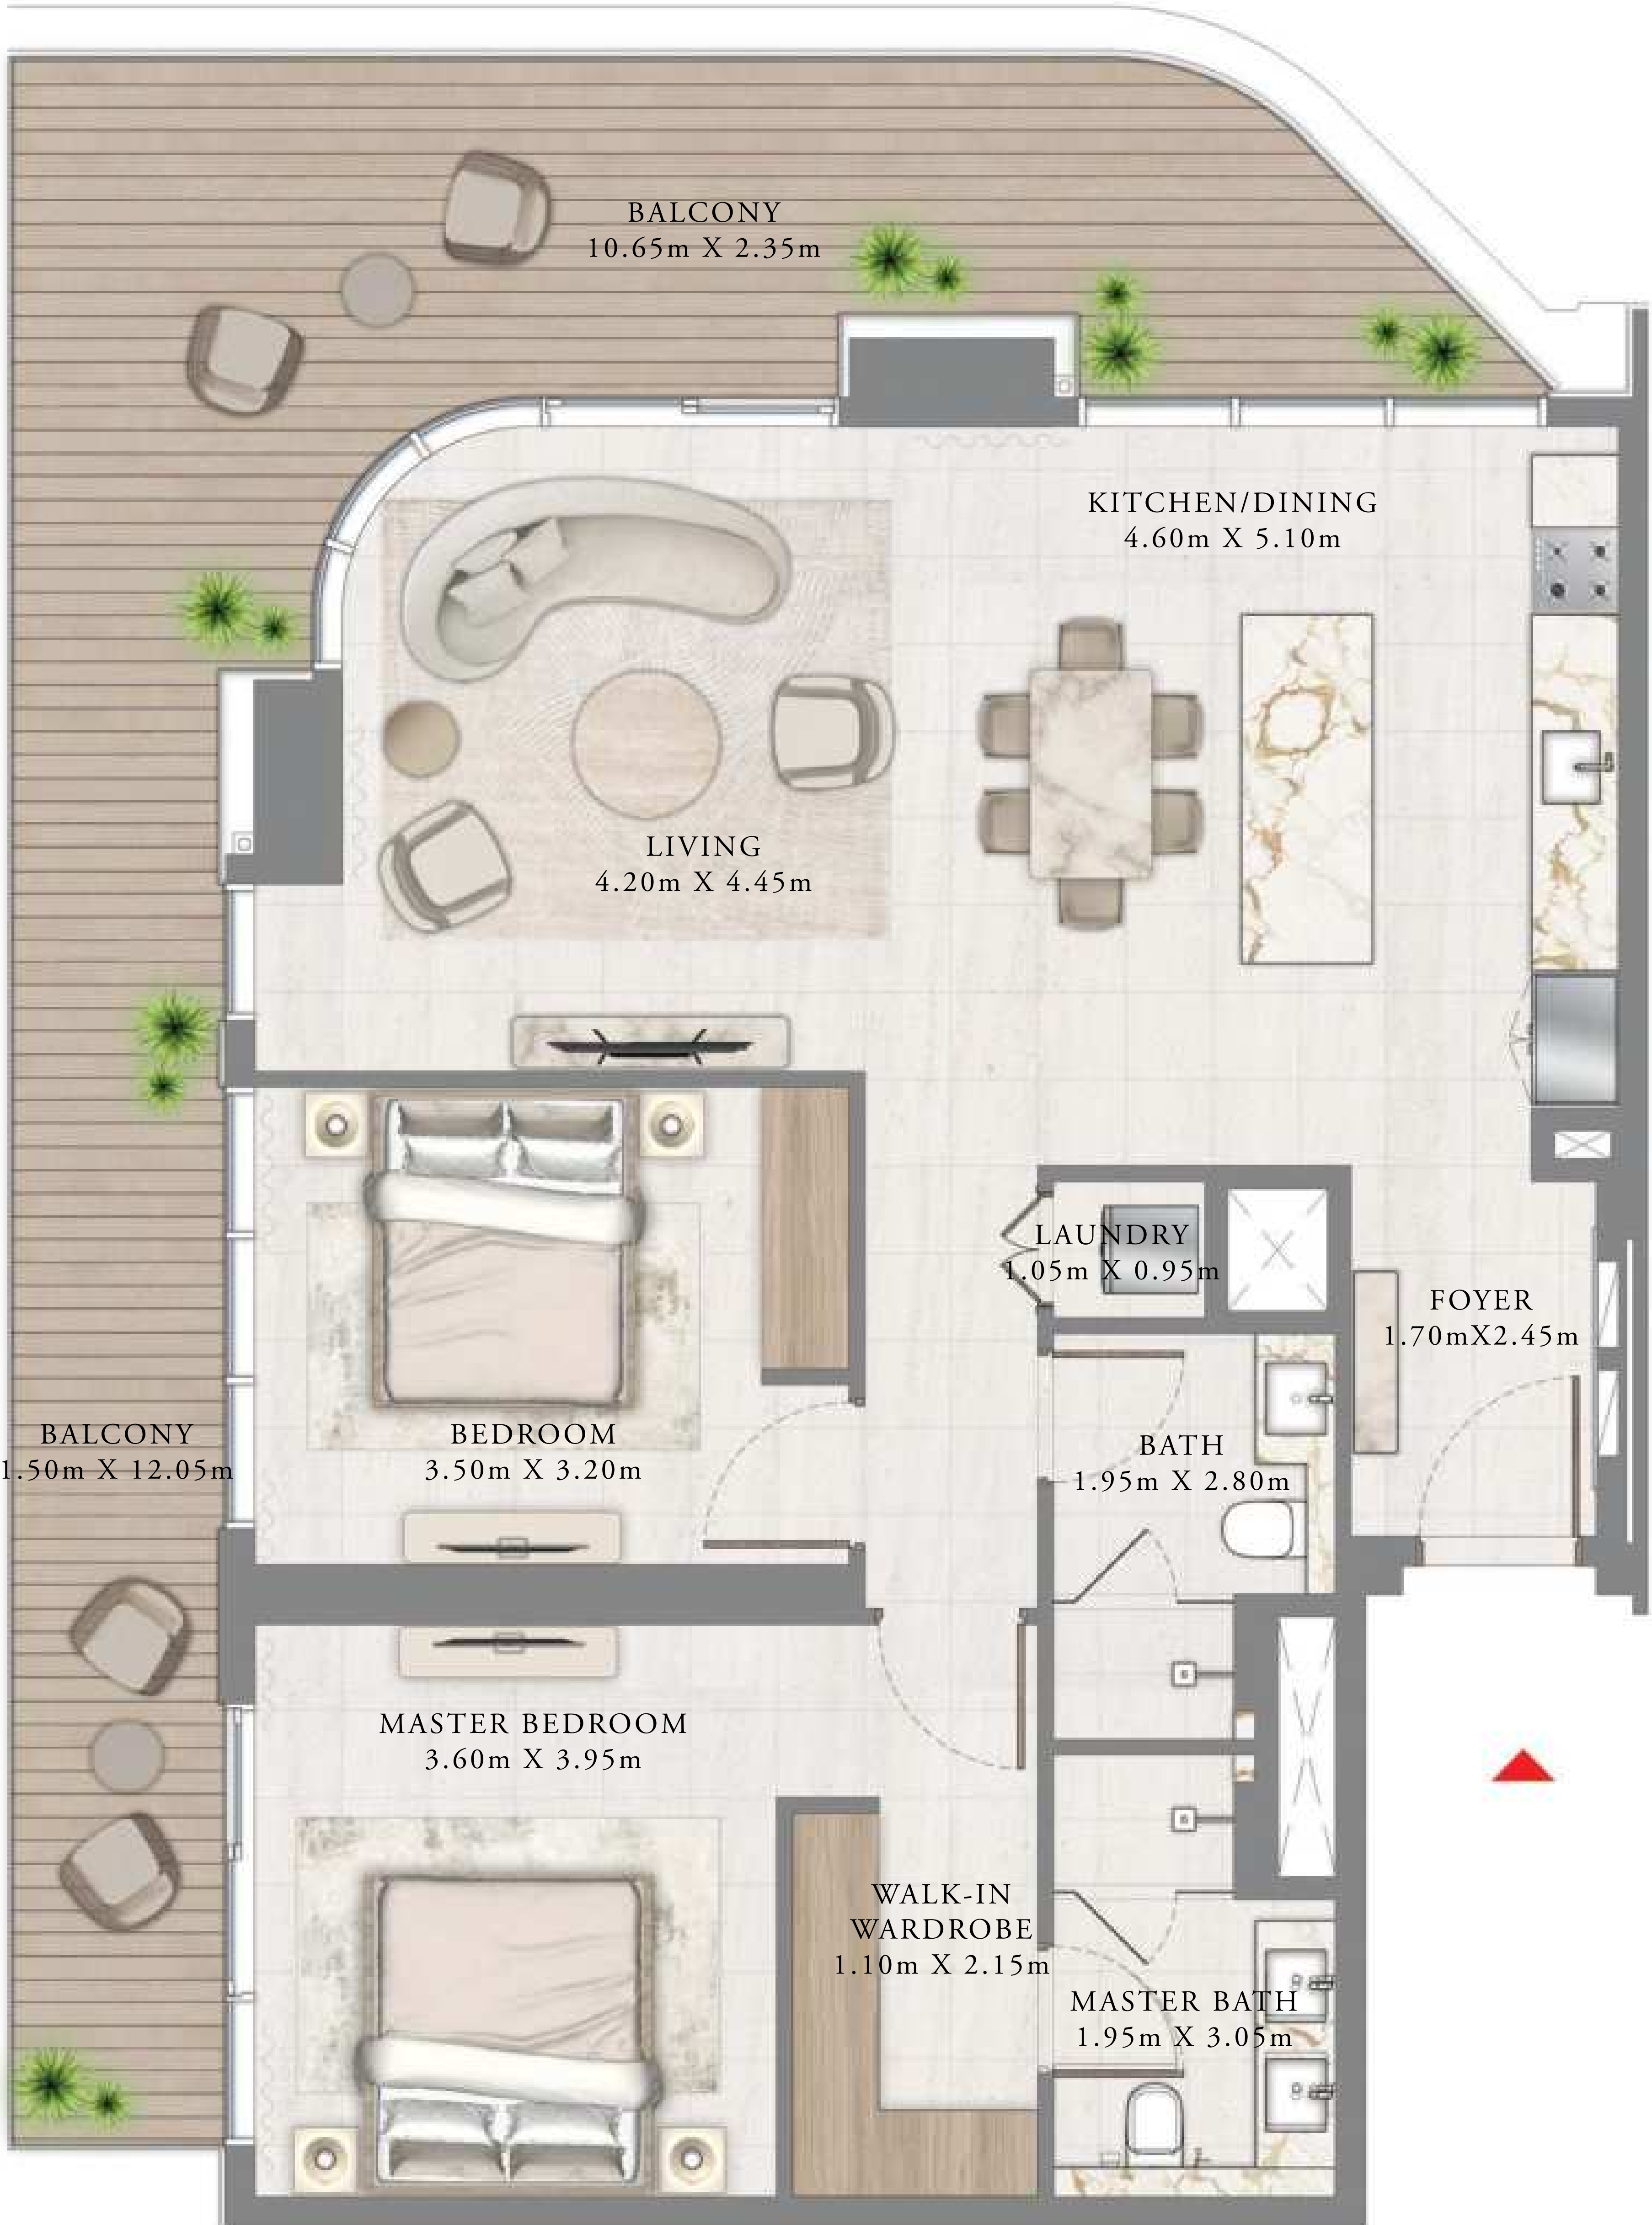 BALCONY
10.65m X 2.35m
KITCHEN/DINING
4.60m X 5.10m
LIVING
4.20m X 4.45m
LAUNDRY
1.05m X 0.95m
FOYER
1.70mX2.45m
BALCONY
1.50m X 12.05m
BEDROOM
3.50m X 3.20m
BATH
1.95m X 2.80m
MASTER BEDROOM
3.60m X 3.95m
WALK-IN
WARDROBE
1.10m X 2.15m
MASTER BATH
1.95m X 3.05m